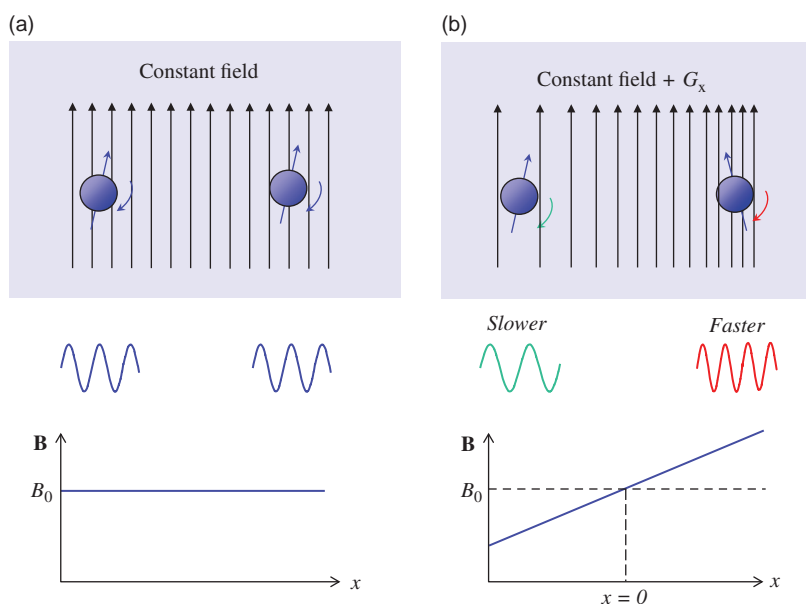 (a)
Constant field
B
B₀
x
(b)
Constant field + Gₓ
Slower
Faster
B
B₀
x
x = 0